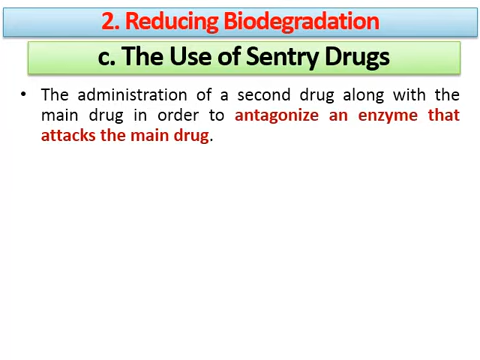 2. Reducing Biodegradation
c. The Use of Sentry Drugs
• The administration of a second drug along with the
main drug in order to antagonize an enzyme that
attacks the main drug.